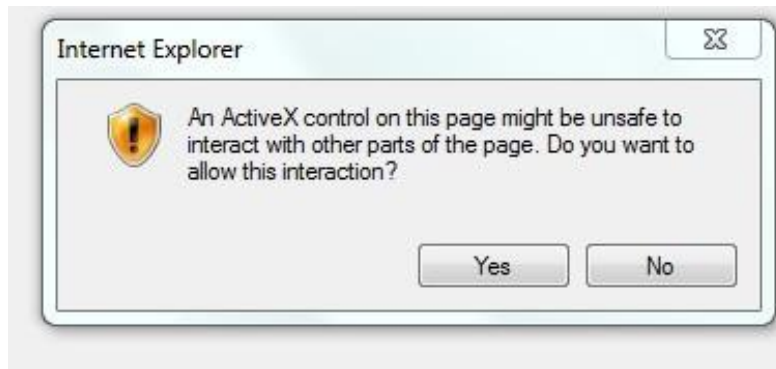 Internet Explorer
An ActiveX control on this page might be unsafe to
interact with other parts of the page. Do you want to
allow this interaction?
Yes
No